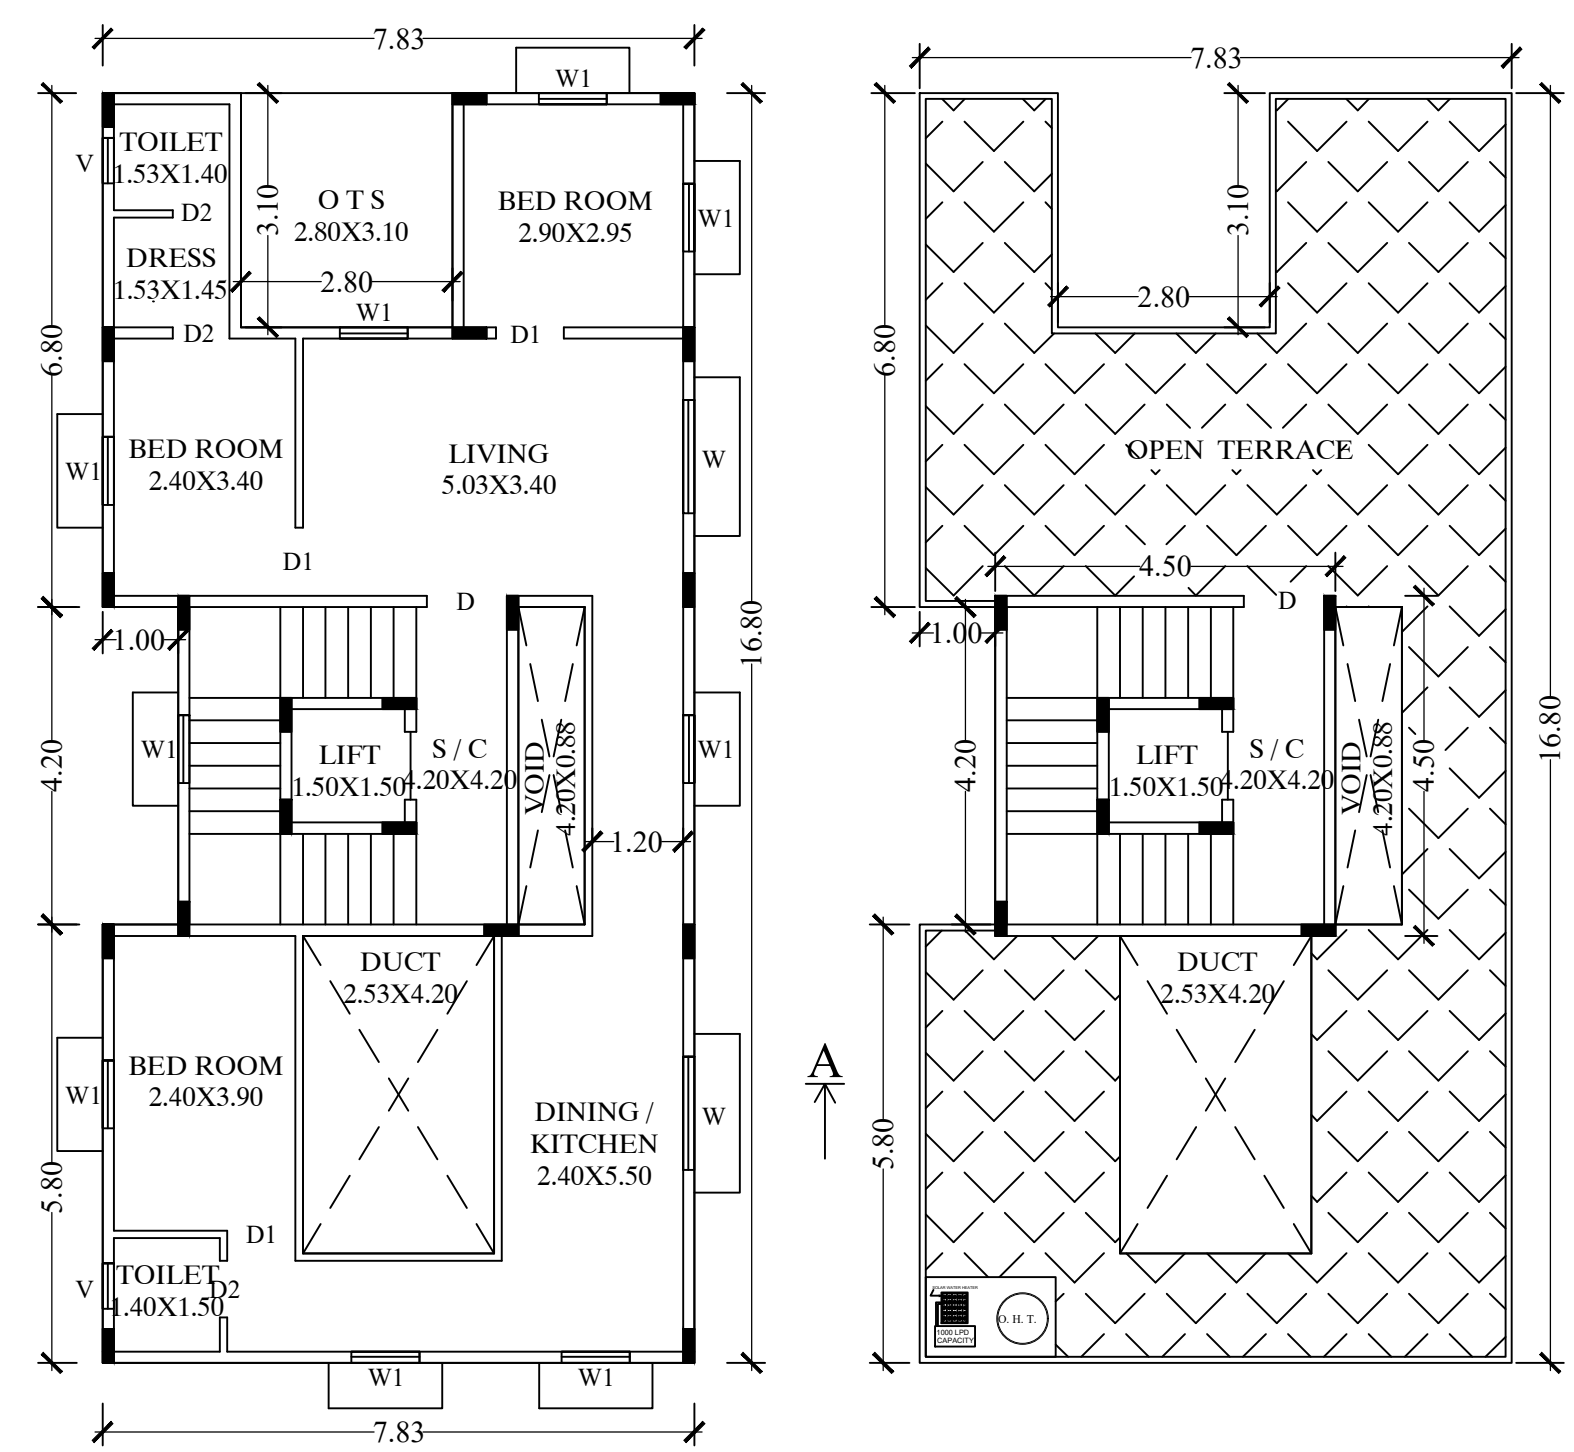 7.83
W1
TOILET
1.53X1.40
V
D2
DRESS
1.53X1.45
D2
O T S
2.80X3.10
3.10
2.80
W1
BED ROOM
2.90X2.95
W1
D1
6.80
BED ROOM
2.40X3.40
W1
LIVING
5.03X3.40
W
D1
D
1.00
16.80
4.20
W1
LIFT
1.50X1.50
S / C
4.20X4.20
VOID
4.20X0.88
W1
1.20
DUCT
2.53X4.20
BED ROOM
2.40X3.90
W1
DINING /
KITCHEN
2.40X5.50
W
5.80
D1
TOILET
1.40X1.50
D2
V
W1
W1
7.83
A
7.83
3.10
2.80
6.80
OPEN TERRACE
4.50
D
1.00
4.20
LIFT
1.50X1.50
S / C
4.20X4.20
VOID
4.20X0.88
4.50
16.80
DUCT
2.53X4.20
5.80
SOLAR WATER HEATER
1000 LPD
CAPACITY
O. H. T.